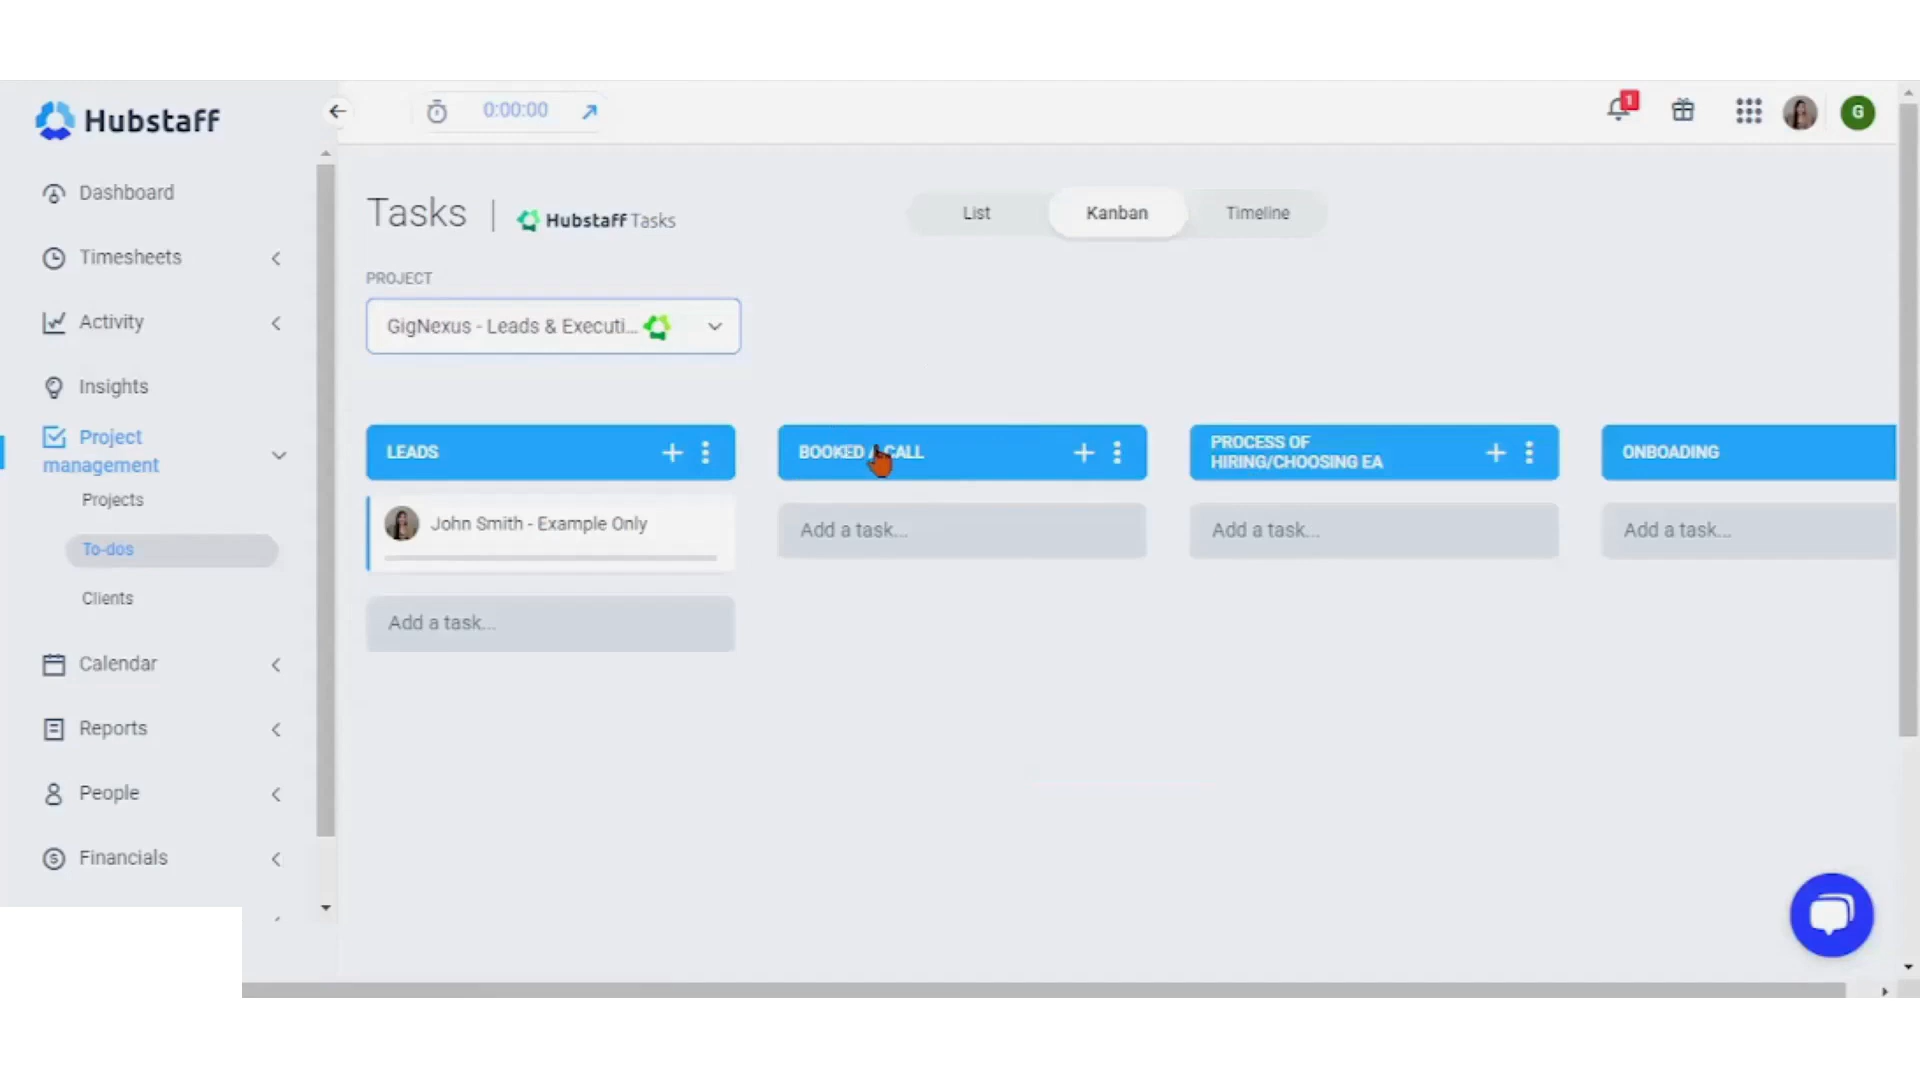 Hubstaff
0:00:00
1
G
Dashboard
Timesheets
Activity
Insights
Project
management
Projects
To-dos
Clients
Calendar
Reports
People
Financials
Tasks | Hubstaff Tasks
List
Kanban
Timeline
PROJECT
GigNexus - Leads & Executi...
LEADS
John Smith - Example Only
Add a task...
BOOKED A CALL
Add a task...
PROCESS OF
HIRING/CHOOSING EA
Add a task...
ONBOADING
Add a task...